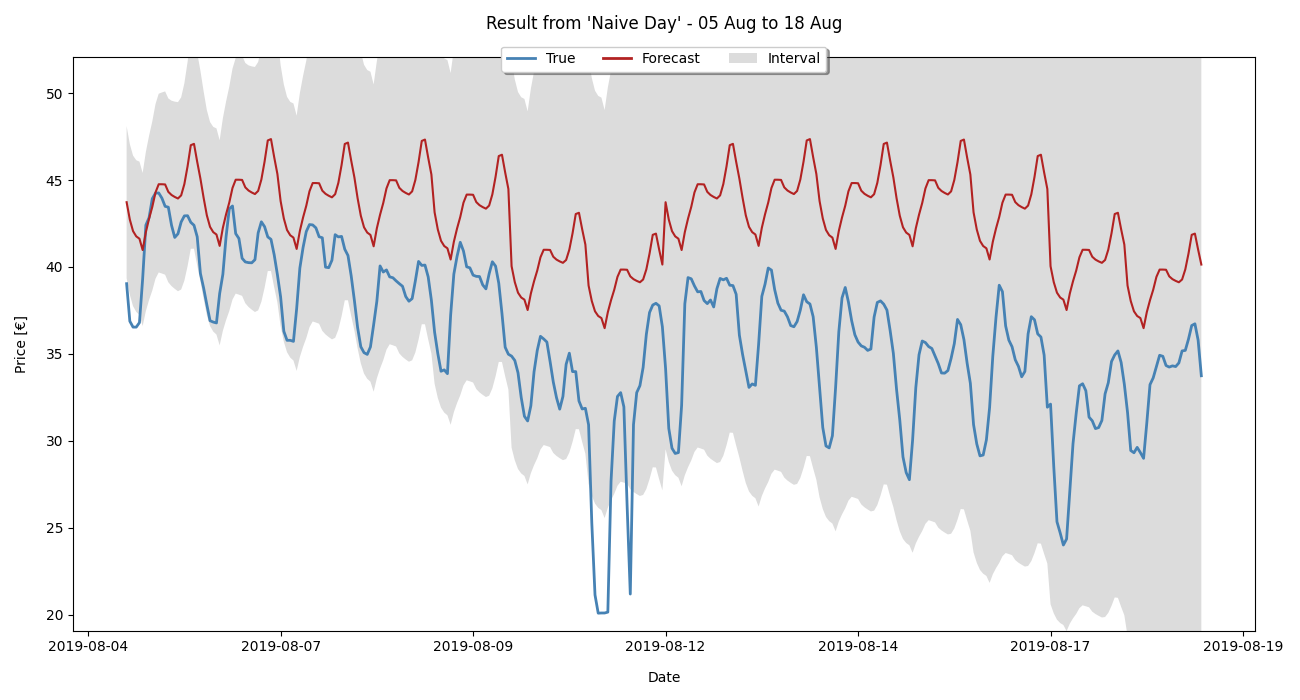 Result from 'Naive Day' - 05 Aug to 18 Aug
True Forecast Interval
50
45
40
35
30
25
20
Price [€]
2019-08-04 2019-08-07 2019-08-09 2019-08-12 2019-08-14 2019-08-17 2019-08-19
Date